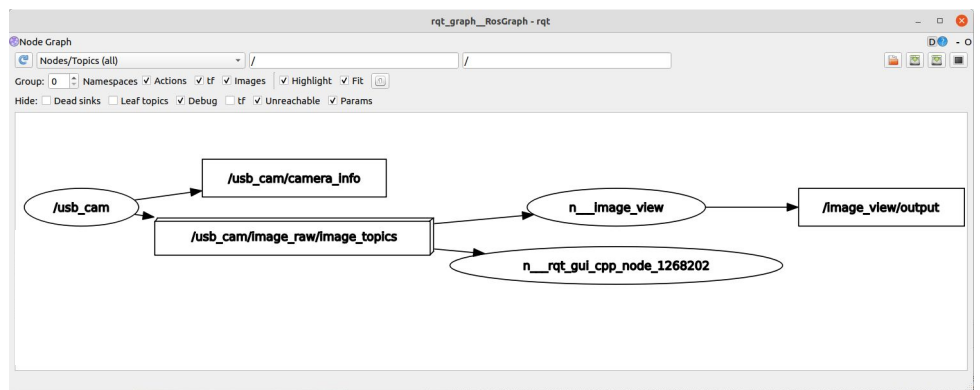 rqt_graph__RosGraph - rqt
Node Graph
D - O
Nodes/Topics (all) / /
Group: 0 Namespaces Actions tf Images Highlight Fit
Hide: Dead sinks Leaf topics Debug tf Unreachable Params
/usb_cam/camera_info
/usb_cam
n__image_view
/image_view/output
/usb_cam/image_raw/image_topics
n__rqt_gui_cpp_node_1268202